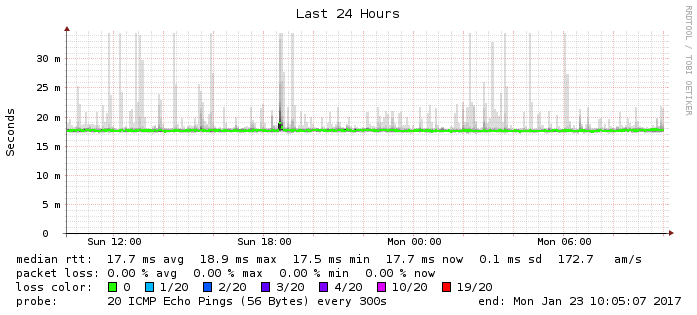 Last 24 Hours
RRDTOOL / TOBI OETIKER
Seconds
30 m
25 m
20 m
15 m
10 m
5 m
0
Sun 12:00 Sun 18:00 Mon 00:00 Mon 06:00
median rtt: 17.7 ms avg 18.9 ms max 17.5 ms min 17.7 ms now 0.1 ms sd 172.7 am/s
packet loss: 0.00 % avg 0.00 % max 0.00 % min 0.00 % now
loss color: 0 1/20 2/20 3/20 4/20 10/20 19/20
probe: 20 ICMP Echo Pings (56 Bytes) every 300s end: Mon Jan 23 10:05:07 2017